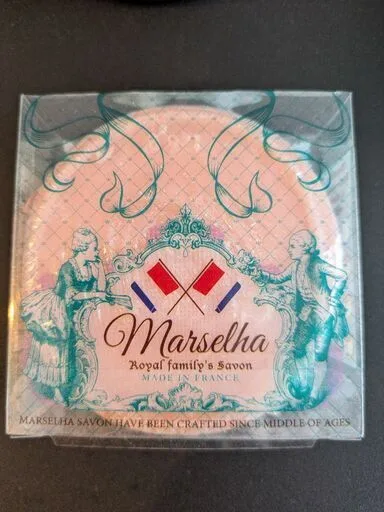 Marselha
Royal family's Savon
MADE IN FRANCE
MARSELHA SAVON HAVE BEEN CRAFTED SINCE MIDDLE OF AGES